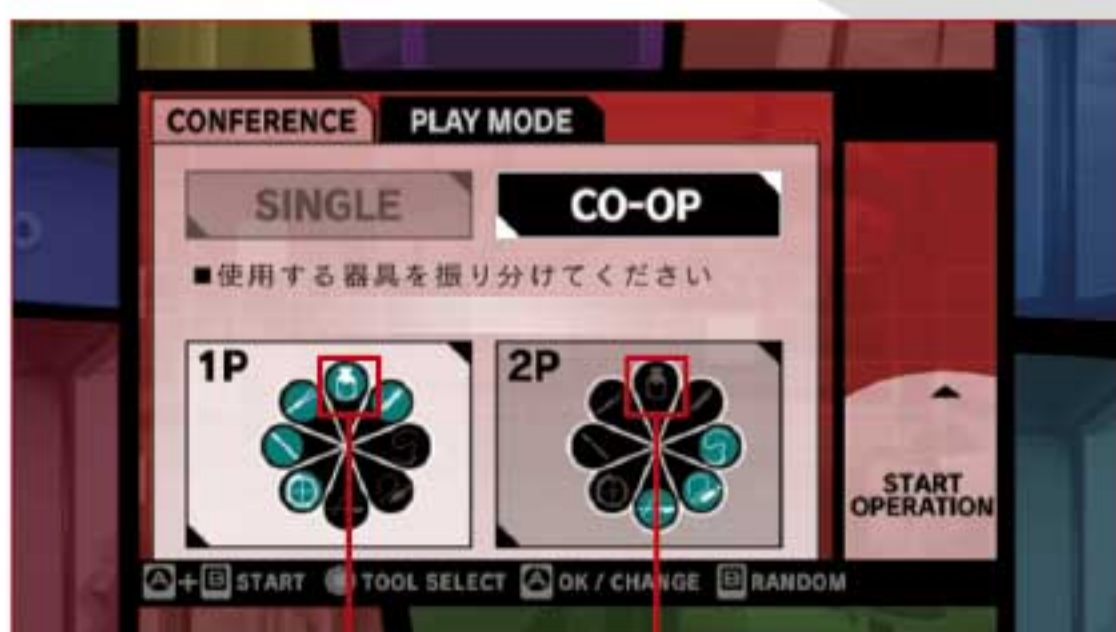 CONFERENCE PLAY MODE
SINGLE CO-OP
■使用する器具を振り分けてください
1P 2P
START
OPERATION
A+B START TOOL SELECT A OK / CHANGE B RANDOM